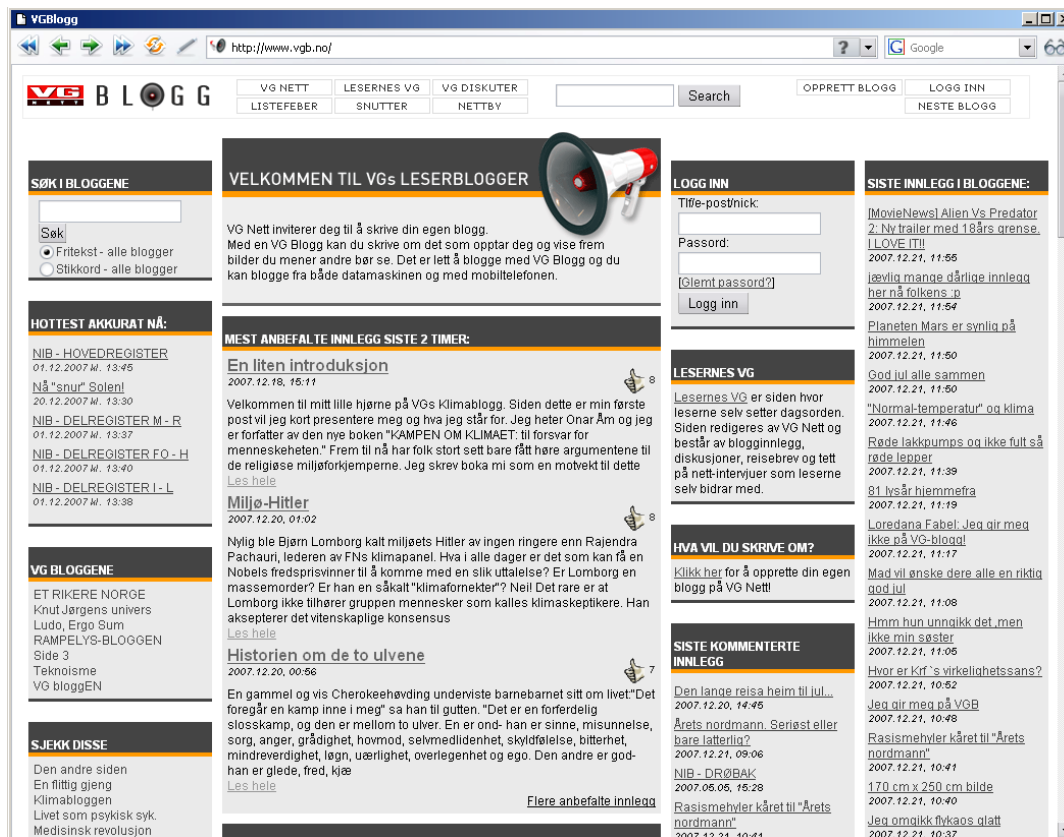 VGBlogg
http://www.vgb.no/
? Google
VG NETT BLOGG
VG NETT LESERNES VG VG DISKUTER
LISTEFEBER SNUTTER NETTBY
Search
OPPRETT BLOGG LOGG INN
NESTE BLOGG
SØK I BLOGGENE
Søk
Fritekst - alle blogger
Stikkord - alle blogger
HOTTEST AKKURAT NÅ:
NIB - HOVEDREGISTER
01.12.2007 kl. 13:45
Nå "snur" Solen!
20.12.2007 kl. 13:30
NIB - DELREGISTER M - R
01.12.2007 kl. 13:37
NIB - DELREGISTER FO - H
01.12.2007 kl. 13:40
NIB - DELREGISTER I - L
01.12.2007 kl. 13:38
VG BLOGGENE
ET RIKERE NORGE
Knut Jørgens univers
Ludo, Ergo Sum
RAMPELYS-BLOGGEN
Side 3
Teknoisme
VG bloggEN
SJEKK DISSE
Den andre siden
En flittig gjeng
Klimabloggen
Livet som psykisk syk.
Medisinsk revolusjon
VELKOMMEN TIL VGs LESERBLOGGER
VG Nett inviterer deg til å skrive din egen blogg.
Med en VG Blogg kan du skrive om det som opptar deg og vise frem
bilder du mener andre bør se. Det er lett å blogge med VG Blogg og du
kan blogge fra både datamaskinen og med mobiltelefonen.
MEST ANBEFALTE INNLEGG SISTE 2 TIMER:
En liten introduksjon
2007.12.18, 15:11
8
Velkommen til mitt lille hjørne på VGs Klimablogg. Siden dette er min første
post vil jeg kort presentere meg og hva jeg står for. Jeg heter Onar Åm og jeg
er forfatter av den nye boken "KAMPEN OM KLIMAET: til forsvar for
menneskeheten." Frem til nå har folk stort sett bare fått høre argumentene til
de religiøse miljøforkjemperne. Jeg skrev boka mi som en motvekt til dette
Les hele
Miljø-Hitler
2007.12.20, 01:02
8
Nylig ble Bjørn Lomborg kalt miljøets Hitler av ingen ringere enn Rajendra
Pachauri, lederen av FNs klimapanel. Hva i alle dager er det som kan få en
Nobels fredsprisvinner til å komme med en slik uttalelse? Er Lomborg en
massemorder? Er han en såkalt "klimafornekter"? Nei! Det rare er at
Lomborg ikke tilhører gruppen mennesker som kalles klimaskeptikere. Han
aksepterer det vitenskaplige konsensus
Les hele
Historien om de to ulvene
2007.12.20, 00:56
7
En gammel og vis Cherokeehøvding underviste barnebarnet sitt om livet:"Det
foregår en kamp inne i meg" sa han til gutten. "Det er en forferdelig
slosskamp, og den er mellom to ulver. En er ond- han er sinne, misunnelse,
sorg, anger, grådighet, hovmod, selvmedlidenhet, skyldfølelse, bitterhet,
mindreverdighet, løgn, uærlighet, overlegenhet og ego. Den andre er god-
han er glede, fred, kjæ
Les hele
Flere anbefalte innlegg
LOGG INN
Tlf/e-post/nick:
Passord:
[Glemt passord?]
Logg inn
LESERNES VG
Lesernes VG er siden hvor
leserne selv setter dagsorden.
Siden redigeres av VG Nett og
består av blogginnlegg,
diskusjoner, reisebrev og tett
på nett-intervjuer som leserne
selv bidrar med.
HVA VIL DU SKRIVE OM?
Klikk her for å opprette din egen
blogg på VG Nett!
SISTE KOMMENTERTE
INNLEGG
Den lange reisa heim til jul...
2007.12.20, 14:45
Årets nordmann. Seriøst eller
bare latterlig?
2007.12.21, 09:06
NIB - DRØBAK
2007.05.05, 15:28
Rasismehyler kåret til "Årets
nordmann"
2007.12.21, 10:41
SISTE INNLEGG I BLOGGENE:
[MovieNews] Alien Vs Predator
2: Ny trailer med 18års grense.
I LOVE IT!!
2007.12.21, 11:55
jævlig mange dårlige innlegg
her nå folkens :p
2007.12.21, 11:54
Planeten Mars er synlig på
himmelen
2007.12.21, 11:50
God jul alle sammen
2007.12.21, 11:50
"Normal-temperatur" og klima
2007.12.21, 11:46
Røde lakkpumps og ikke fult så
røde lepper
2007.12.21, 11:39
81 lysår hjemmefra
2007.12.21, 11:19
Loredana Fabel: Jeg gir meg
ikke på VG-blogg!
2007.12.21, 11:17
Mad vil ønske dere alle en riktig
god jul
2007.12.21, 11:08
Hmm hun unngikk det ,men
ikke min søster
2007.12.21, 11:05
Hvor er Krf `s virkelighetssans?
2007.12.21, 10:52
Jeg gir meg på VGB
2007.12.21, 10:48
Rasismehyler kåret til "Årets
nordmann"
2007.12.21, 10:41
170 cm x 250 cm bilde
2007.12.21, 10:40
Jeg omgikk flykaos glatt
2007.12.21, 10:37